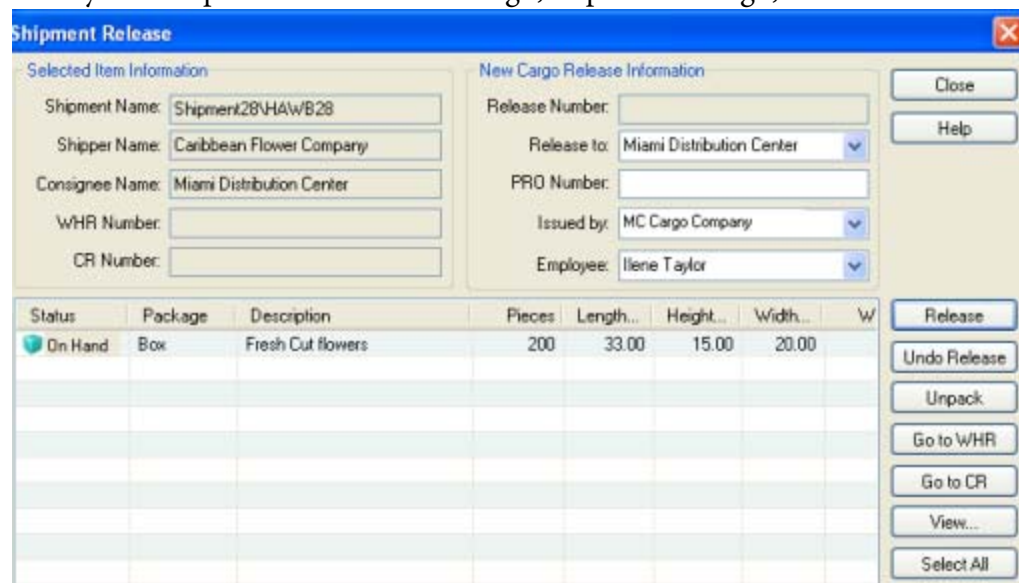 Shipment Release
Selected Item Information
Shipment Name: Shipment28\HAWB28
Shipper Name: Caribbean Flower Company
Consignee Name: Miami Distribution Center
WHR Number:
CR Number:
New Cargo Release Information
Release Number:
Release to: Miami Distribution Center
PRO Number:
Issued by: MC Cargo Company
Employee: Ilene Taylor
Close
Help
Status Package Description Pieces Length... Height... Width... W
On Hand Box Fresh Cut flowers 200 33.00 15.00 20.00
Release
Undo Release
Unpack
Go to WHR
Go to CR
View...
Select All